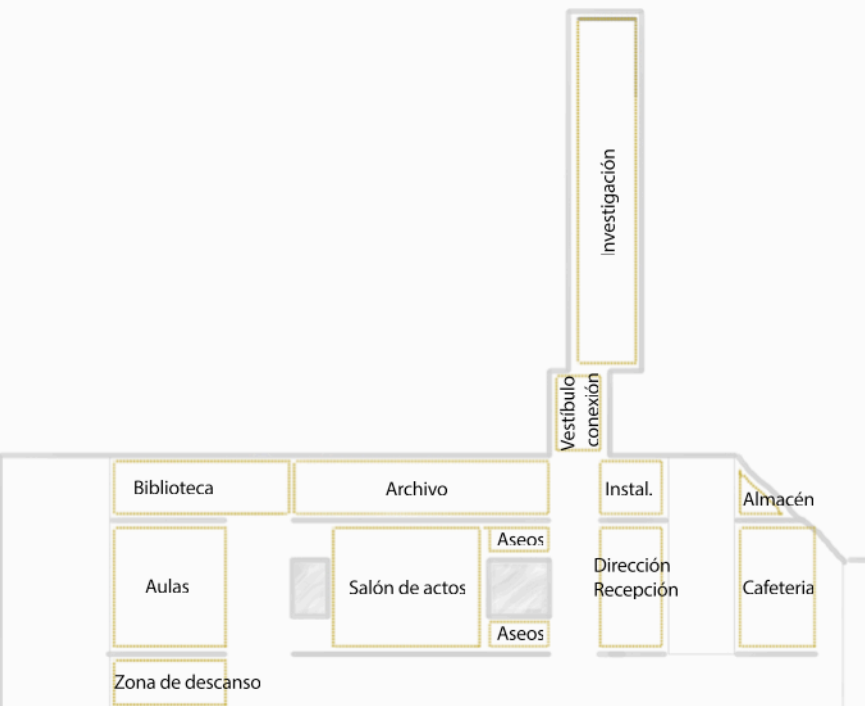 Investigación
Vestíbulo
conexión
Biblioteca
Archivo
Instal.
Almacén
Aseos
Aulas
Salón de actos
Dirección
Recepción
Cafeteria
Aseos
Zona de descanso